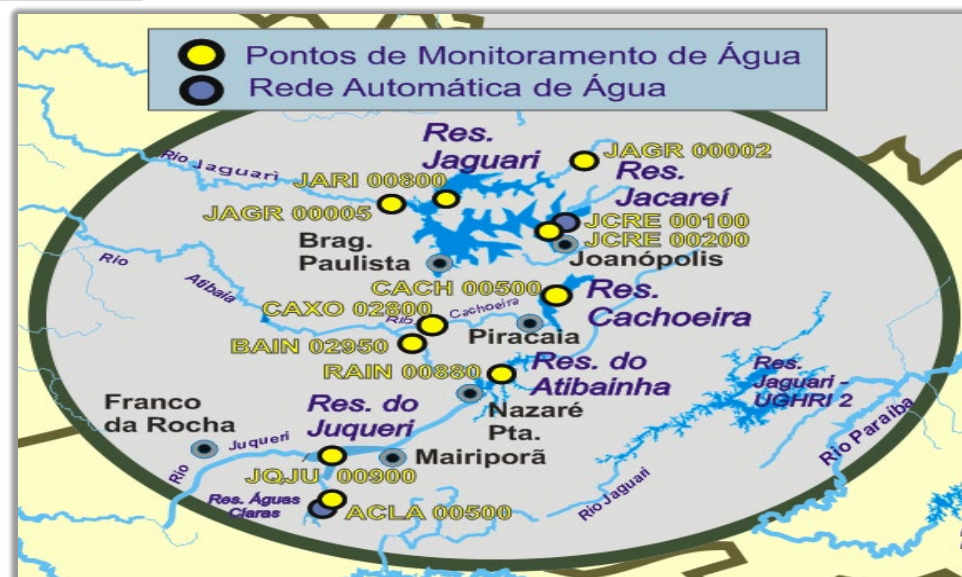 Pontos de Monitoramento de Água
Rede Automática de Água
Res.
Jaguari
JAGR 00002
Rio Jaguari
Res.
Jacareí
JARI 00800
JAGR 00005
JCRE 00100
JCRE 00200
Joanópolis
Brag.
Paulista
Rio
Atibaia
CACH 00500
Res.
Cachoeira
CAXO 02800
Rib.
Cachoeira
Piracaia
BAIN 02950
RAIN 00880
Res. do
Atibainha
Res.
Jaguari -
UGHRI 2
Franco
da Rocha
Res. do
Juqueri
Nazaré
Pta.
Rio Paraíba
Rio
Juqueri
Mairiporã
JQJU 00900
Rio Jaguari
Res. Águas
Claras
ACLA 00500